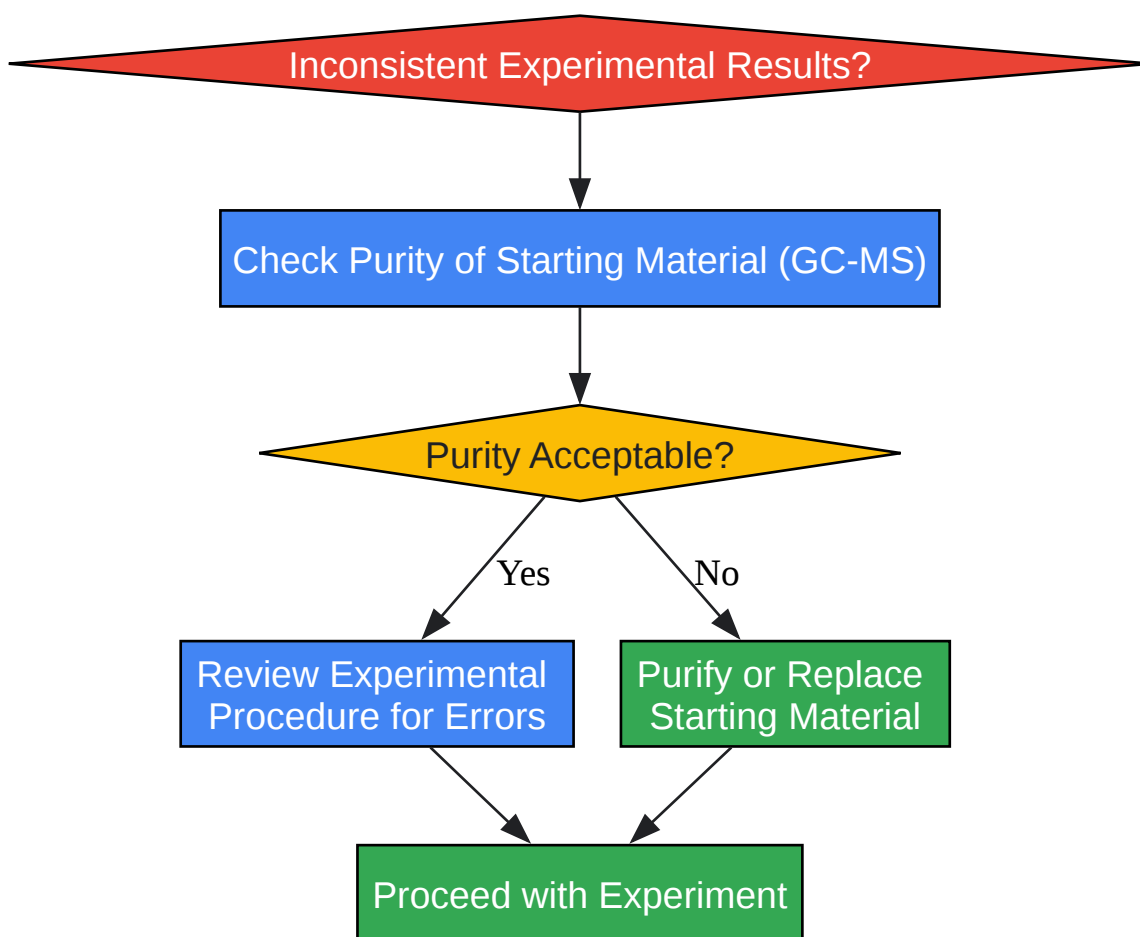 Inconsistent Experimental Results?
Check Purity of Starting Material (GC-MS)
Purity Acceptable?
Yes
No
Review Experimental
Procedure for Errors
Purify or Replace
Starting Material
Proceed with Experiment